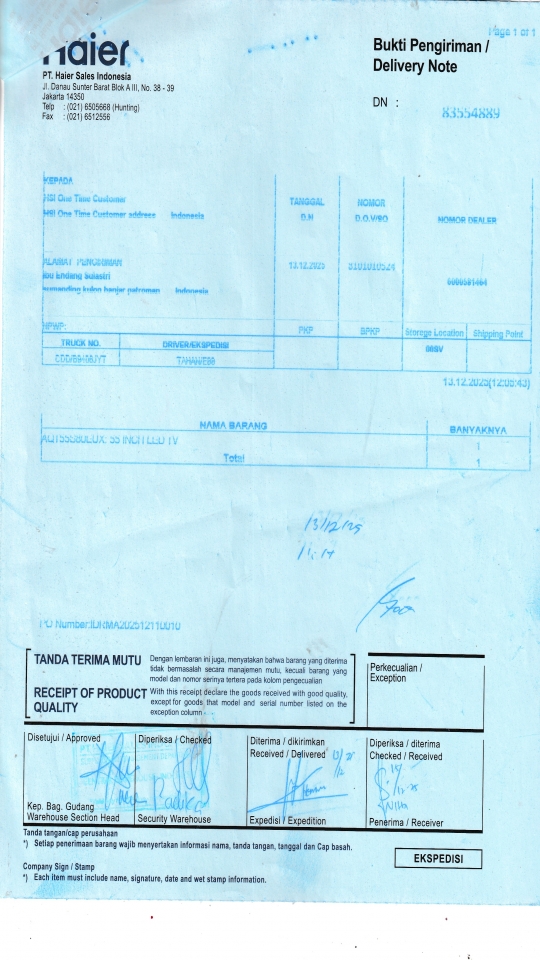 Page 1 of 1
Haier
Bukti Pengiriman /
Delivery Note
PT. Haier Sales Indonesia
Jl. Danau Sunter Barat Blok A III, No. 38 - 39
Jakarta 14350
Telp : (021) 6505668 (Hunting)
Fax : (021) 6512556
DN : 83554889
KEPADA
HSI One Time Customer
HSI One Time Customer address Indonesia
TANGGAL
D.N
NOMOR
D.O.V/SO
NOMOR DEALER
ALAMAT PENGIRIMAN
Ibu Endang Sulastri
sumanding kulon banjar patroman Indonesia
13.12.2025
NPWP:
PKP
BPKP
Storege Location
Shipping Point
TRUCK NO.
DRIVER/EKSPEDISI
13.12.2025(12:05:43)
NAMA BARANG
BANYAKNYA
55 INCH LED TV
1
Total
1
13/12/25
PO Number:IDRMA202512110010
TANDA TERIMA MUTU
Dengan lembaran ini juga, menyatakan bahwa barang yang diterima
tidak bermasalah secara manajemen mutu, kecuali barang yang
model dan nomor serinya tertera pada kolom pengecualian
RECEIPT OF PRODUCT
QUALITY
With this receipt declare the goods received with good quality,
except for goods that model and serial number listed on the
exception column
Perkecualian /
Exception
Disetujui / Approved
Diperiksa / Checked
Diterima / dikirimkan
Received / Delivered
Diperiksa / diterima
Checked / Received
Radika
Kep. Bag. Gudang
Warehouse Section Head
Security Warehouse
Expedisi / Expedition
Penerima / Receiver
Tanda tangan/cap perusahaan
*) Setiap penerimaan barang wajib menyertakan informasi nama, tanda tangan, tanggal dan Cap basah.
EKSPEDISI
Company Sign / Stamp
*) Each item must include name, signature, date and wet stamp information.